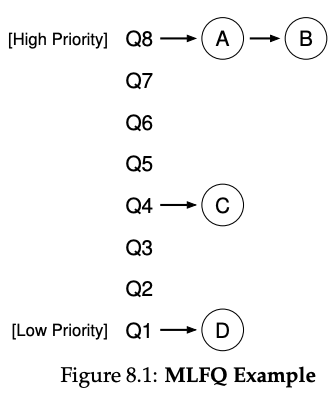 [High Priority] Q8 A B
Q7
Q6
Q5
Q4 C
Q3
Q2
[Low Priority] Q1 D
Figure 8.1: MLFQ Example